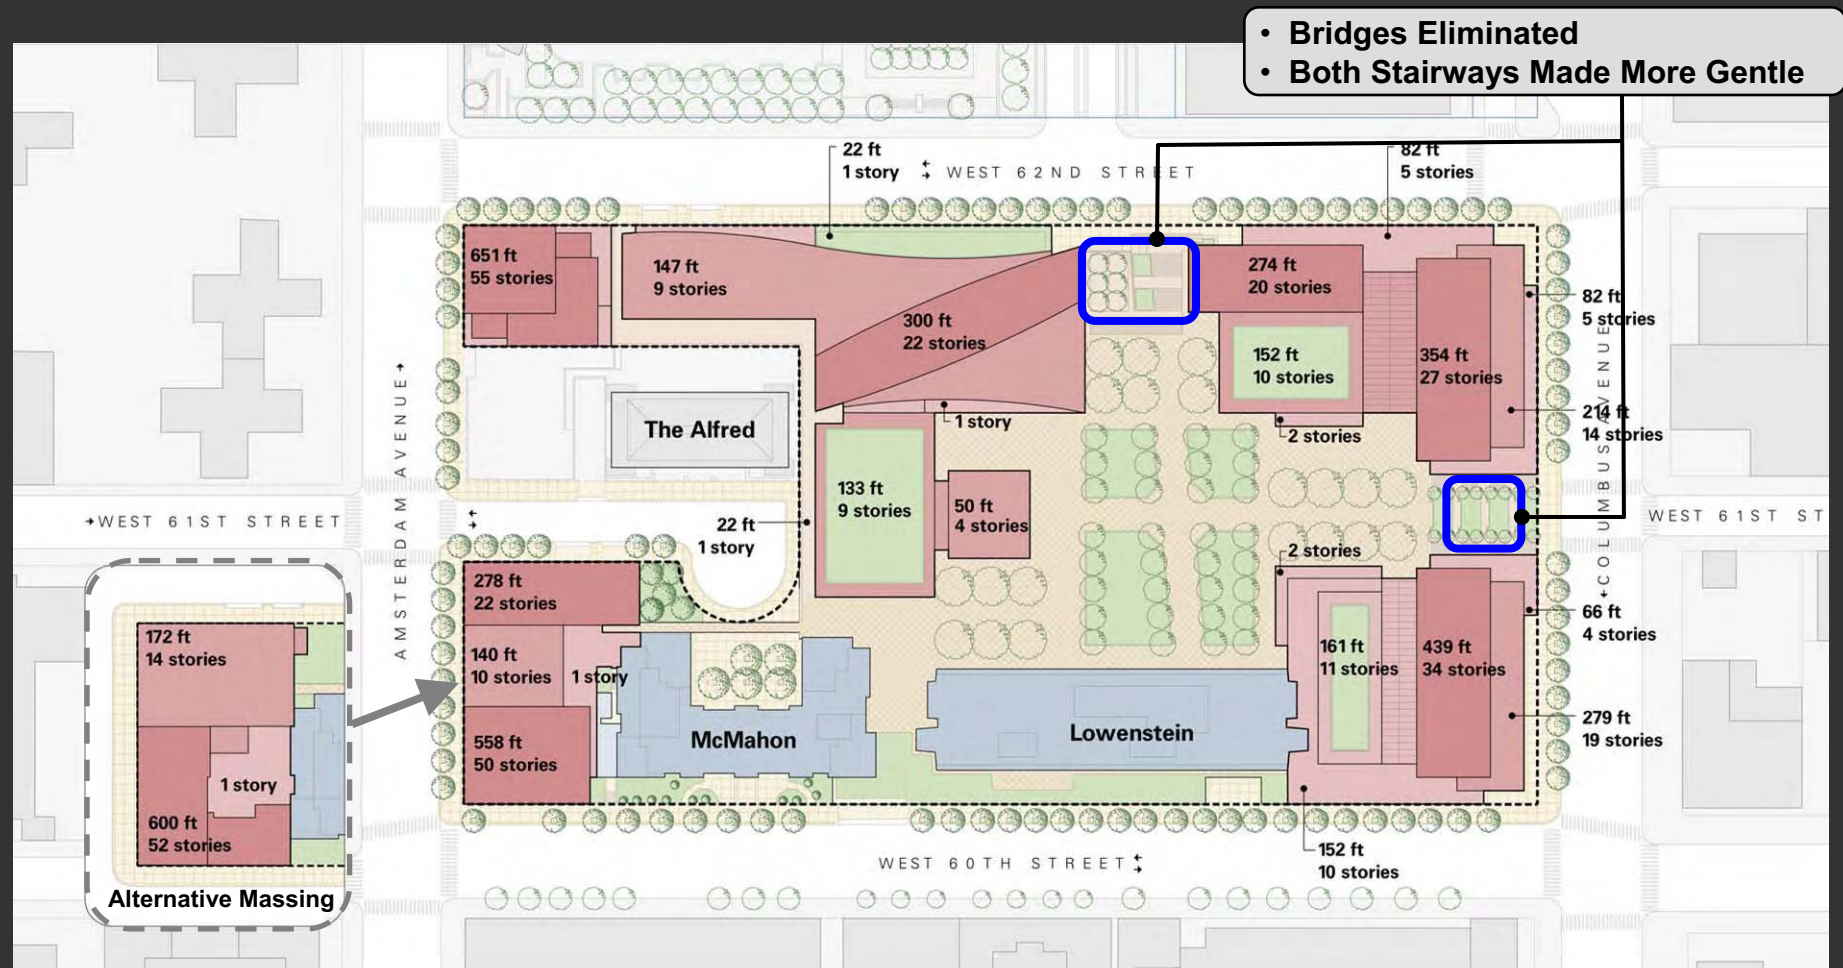 • Bridges Eliminated
• Both Stairways Made More Gentle
22 ft
1 story
WEST 62ND STREET
82 ft
5 stories
651 ft
55 stories
147 ft
9 stories
300 ft
22 stories
274 ft
20 stories
82 ft
5 stories
152 ft
10 stories
354 ft
27 stories
214 ft
14 stories
1 story
2 stories
The Alfred
AMSTERDAM AVENUE
COLUMBUS AVENUE
133 ft
9 stories
50 ft
4 stories
22 ft
1 story
WEST 61ST STREET
WEST 61ST ST
2 stories
278 ft
22 stories
140 ft
10 stories
1 story
558 ft
50 stories
McMahon
Lowenstein
161 ft
11 stories
439 ft
34 stories
66 ft
4 stories
279 ft
19 stories
172 ft
14 stories
1 story
600 ft
52 stories
Alternative Massing
WEST 60TH STREET
152 ft
10 stories